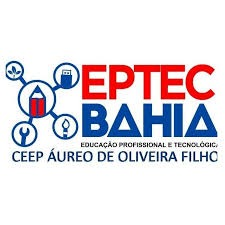 EPTEC
BAHIA
EDUCAÇÃO PROFISSIONAL E TECNOLÓGICA
CEEP ÁUREO DE OLIVEIRA FILHO